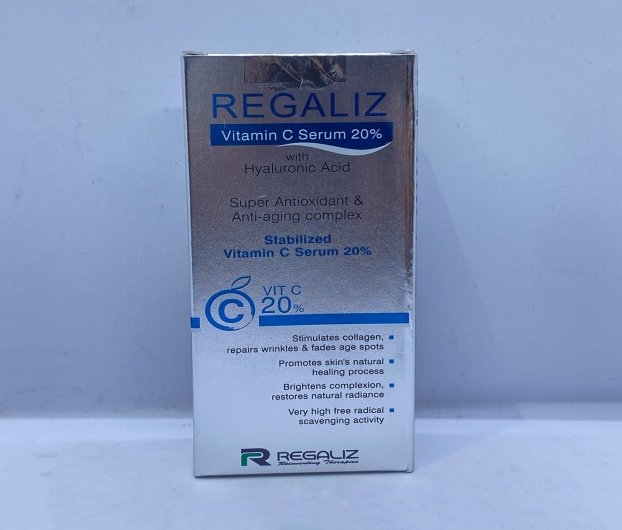 REGALIZ
Vitamin C Serum 20%
with
Hyaluronic Acid
Super Antioxidant &
Anti-aging complex
Stabilized
Vitamin C Serum 20%
C
VIT C
20%
Stimulates collagen,
repairs wrinkles & fades age spots
Promotes skin's natural
healing process
Brightens complexion,
restores natural radiance
Very high free radical
scavenging activity
R REGALIZ
Reinventing Therapies